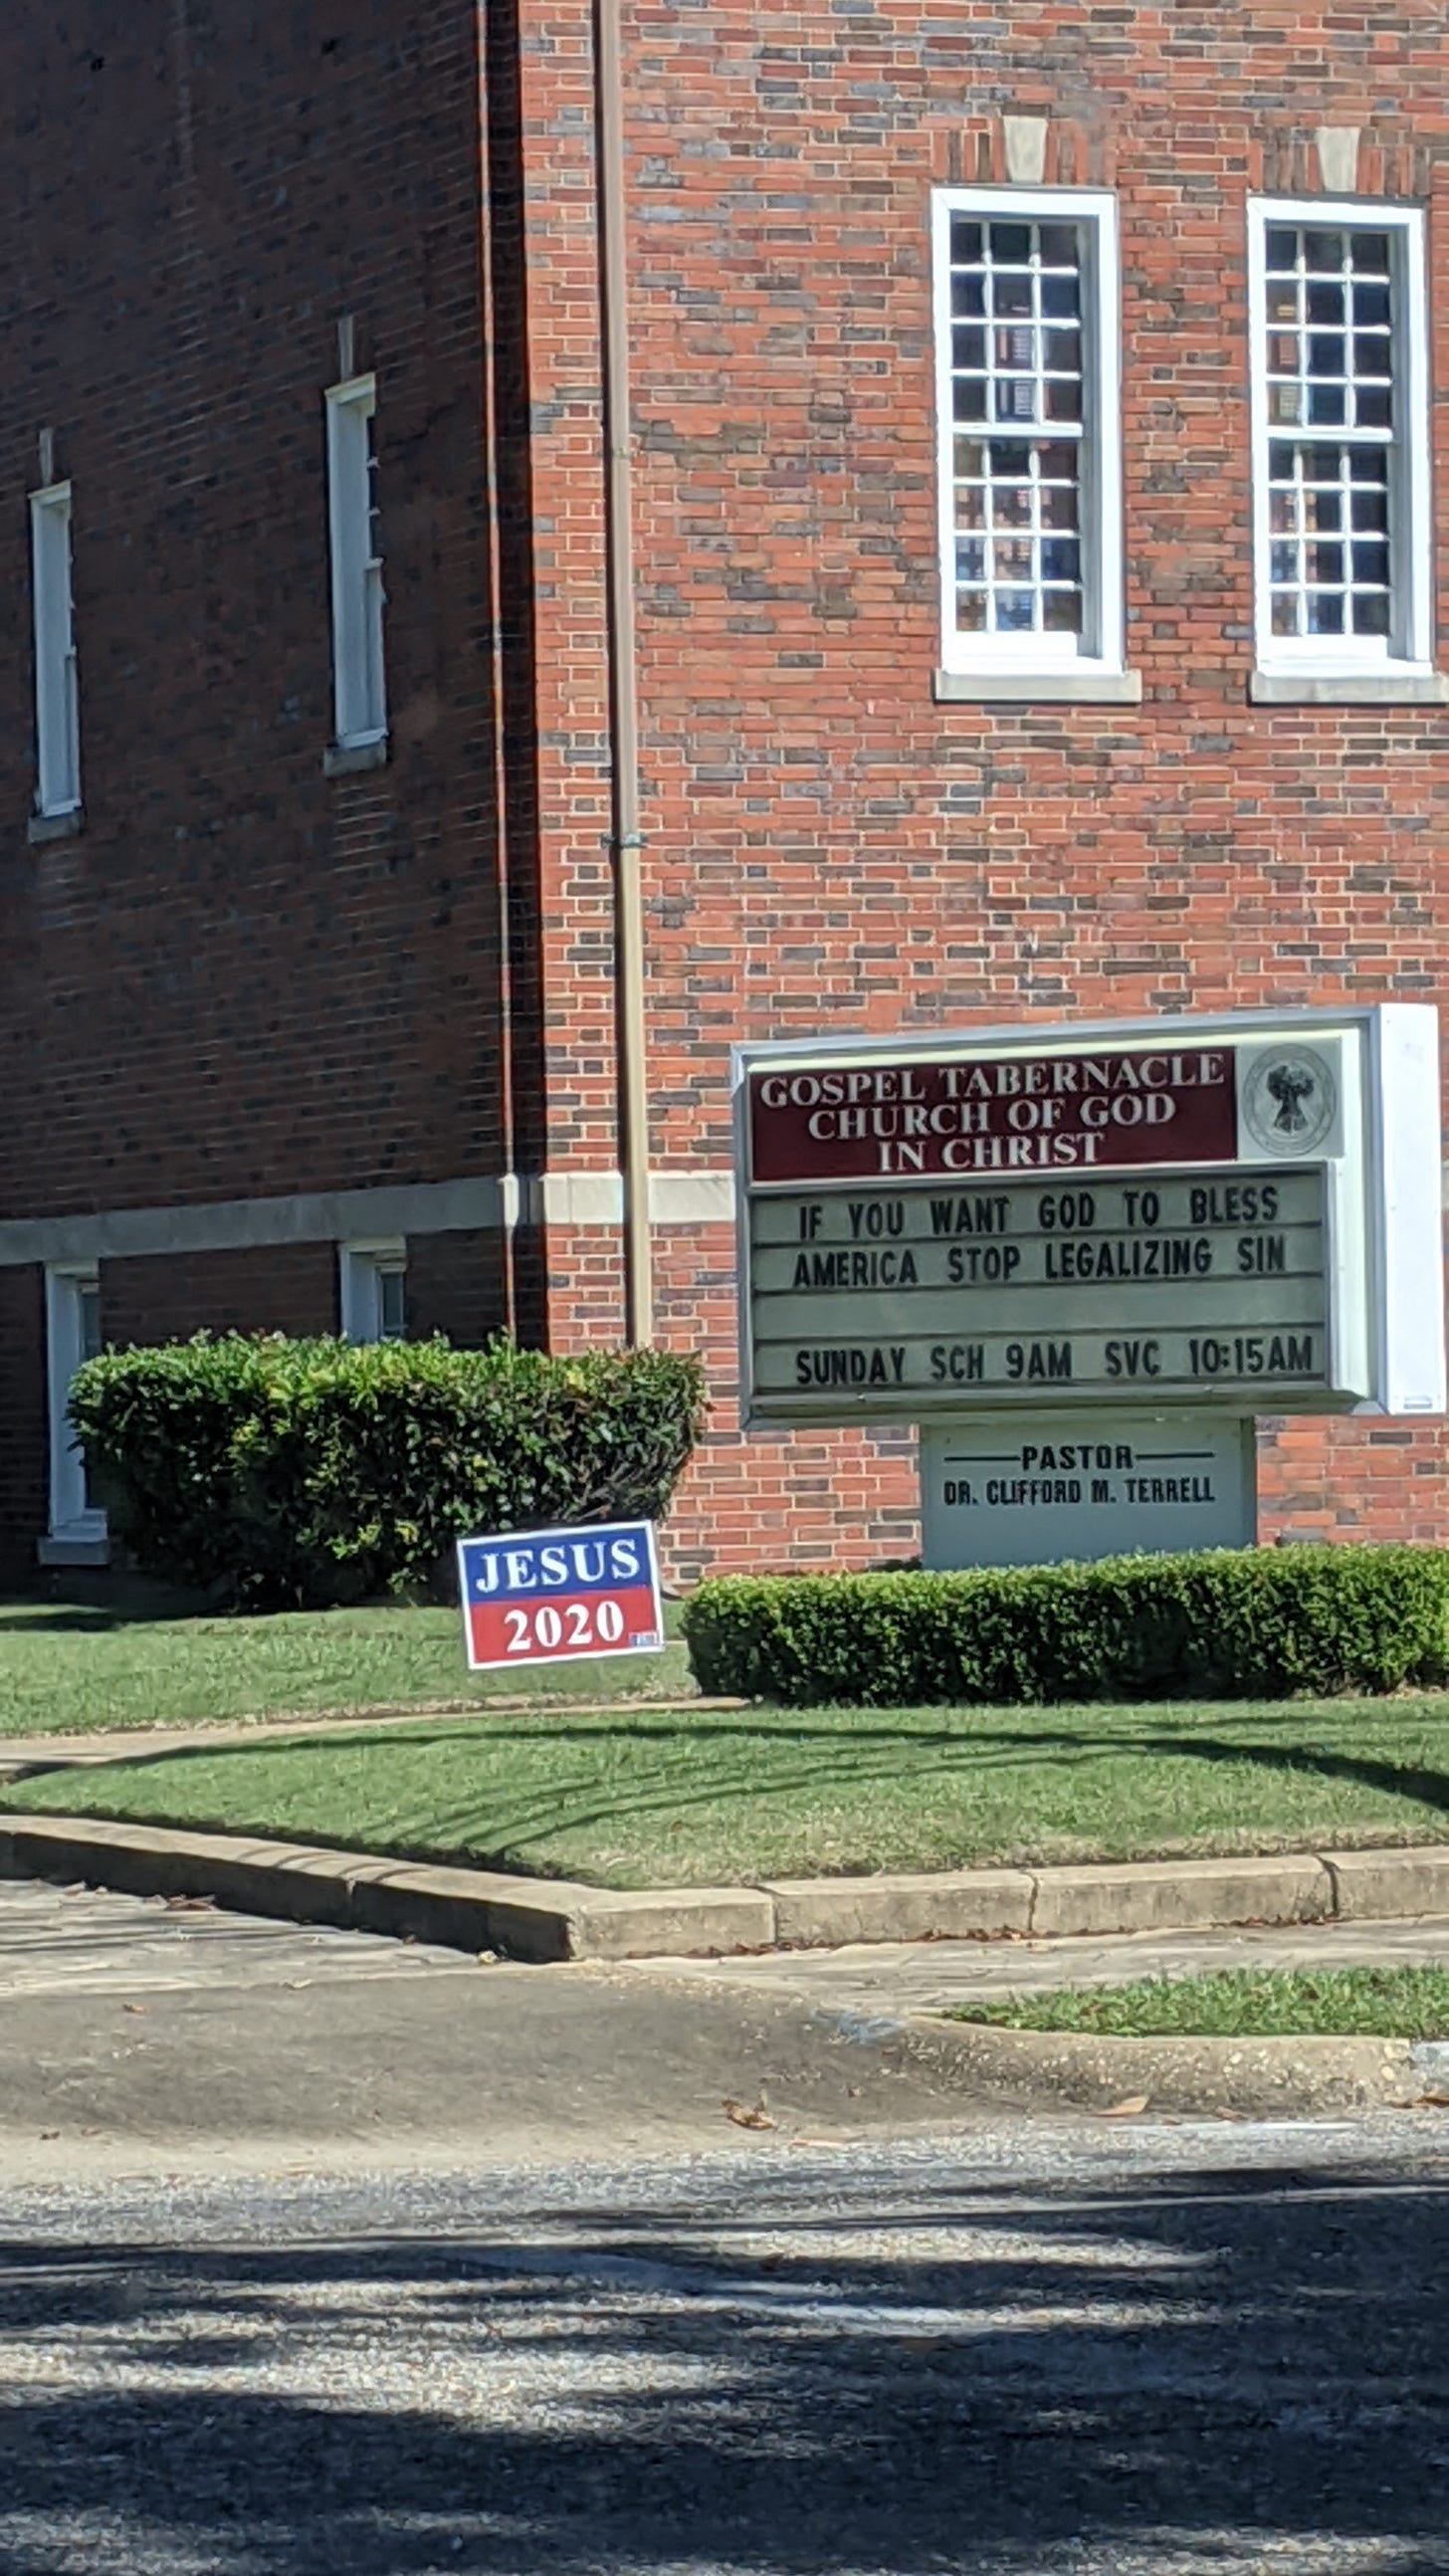 GOSPEL TABERNACLE
CHURCH OF GOD
IN CHRIST
IF YOU WANT GOD TO BLESS
AMERICA STOP LEGALIZING SIN
SUNDAY SCH 9AM SVC 10:15AM
PASTOR
DR. CLIFFORD M. TERRELL
JESUS
2020